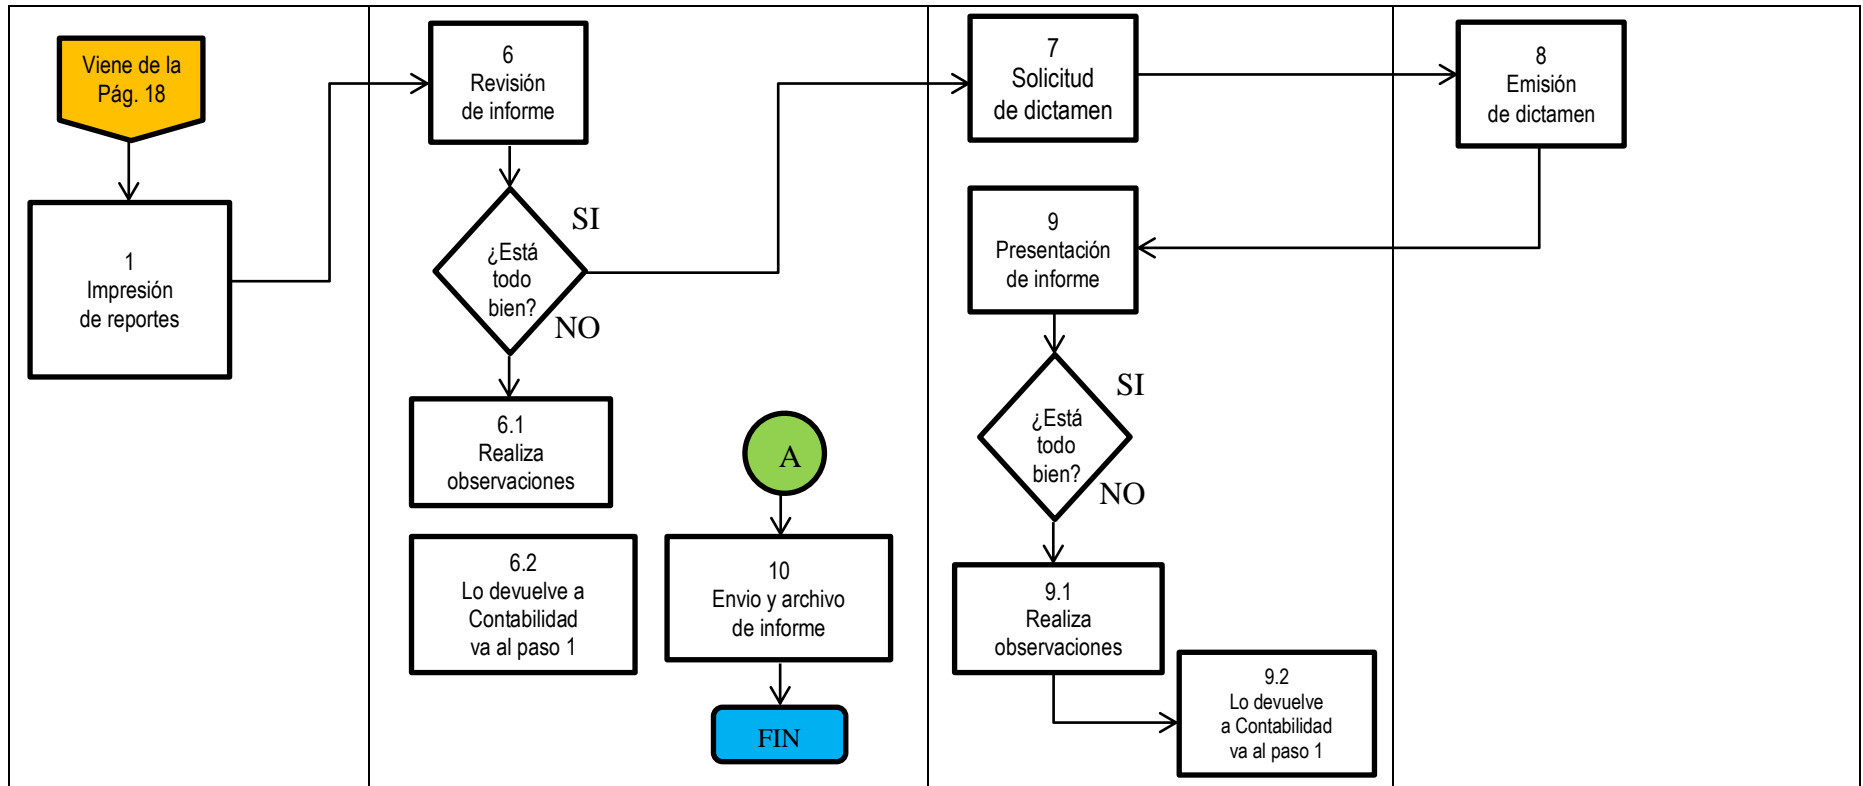 Viene de la
Pág. 18
1
Impresión
de reportes
6
Revisión
de informe
SI
¿Está
todo
bien?
NO
6.1
Realiza
observaciones
6.2
Lo devuelve a
Contabilidad
va al paso 1
A
10
Envio y archivo
de informe
FIN
7
Solicitud
de dictamen
9
Presentación
de informe
SI
¿Está
todo
bien?
NO
9.1
Realiza
observaciones
9.2
Lo devuelve
a Contabilidad
va al paso 1
8
Emisión
de dictamen